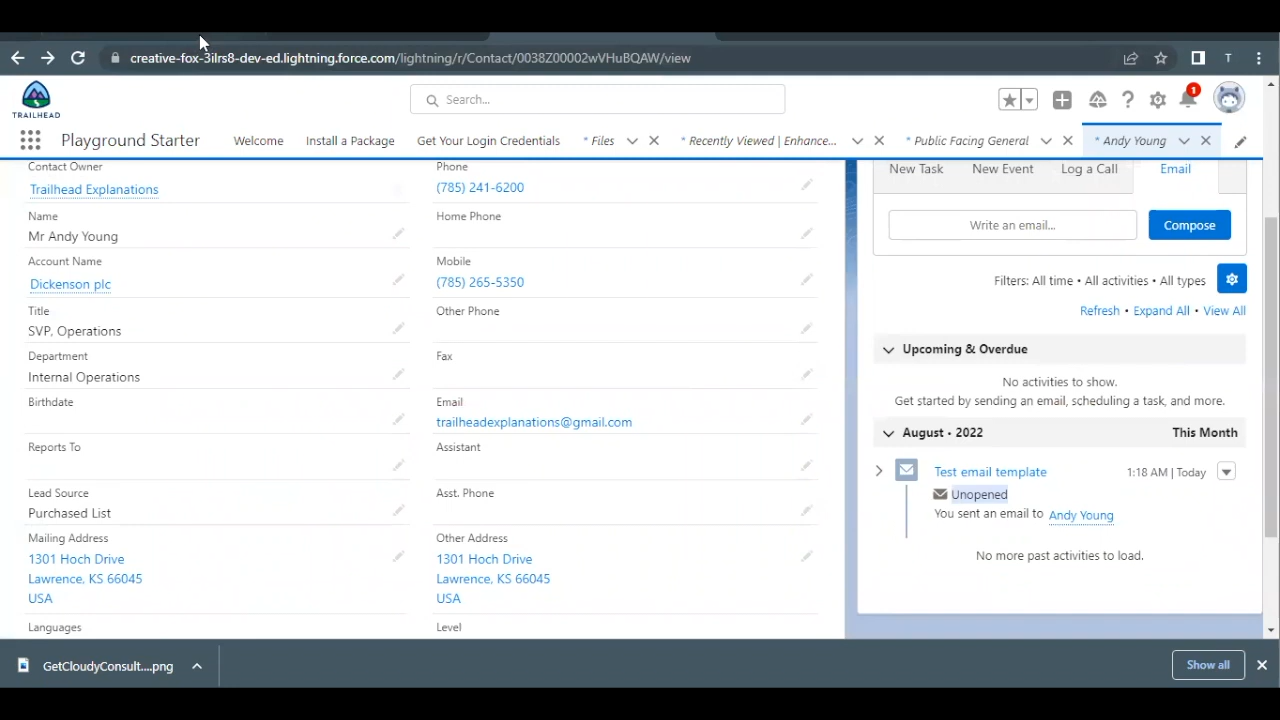 creative-fox-3ilrs8-dev-ed.lightning.force.com/lightning/r/Contact/0038Z00002wVHuBQAW/view
T
TRAILHEAD
Search...
1
Playground Starter
Welcome
Install a Package
Get Your Login Credentials
* Files
* Recently Viewed | Enhance...
* Public Facing General
* Andy Young
Contact Owner
Trailhead Explanations
Name
Mr Andy Young
Account Name
Dickenson plc
Title
SVP, Operations
Department
Internal Operations
Birthdate
Reports To
Lead Source
Purchased List
Mailing Address
1301 Hoch Drive
Lawrence, KS 66045
USA
Languages
Phone
(785) 241-6200
Home Phone
Mobile
(785) 265-5350
Other Phone
Fax
Email
trailheadexplanations@gmail.com
Assistant
Asst. Phone
Other Address
1301 Hoch Drive
Lawrence, KS 66045
USA
Level
New Task
New Event
Log a Call
Email
Write an email...
Compose
Filters: All time • All activities • All types
Refresh • Expand All • View All
Upcoming & Overdue
No activities to show.
Get started by sending an email, scheduling a task, and more.
August • 2022
This Month
Test email template
1:18 AM | Today
Unopened
You sent an email to Andy Young
No more past activities to load.
GetCloudyConsult....png
Show all